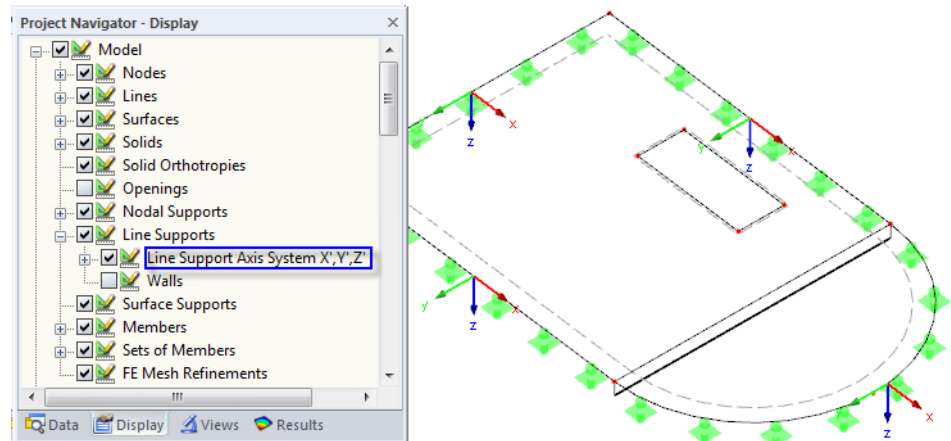 Project Navigator - Display
Model
Nodes
Lines
Surfaces
Solids
Solid Orthotropies
Openings
Nodal Supports
Line Supports
Line Support Axis System X',Y',Z'
Walls
Surface Supports
Members
Sets of Members
FE Mesh Refinements
Data Display Views Results
y x
z
y x
z
y x
z
y x
z